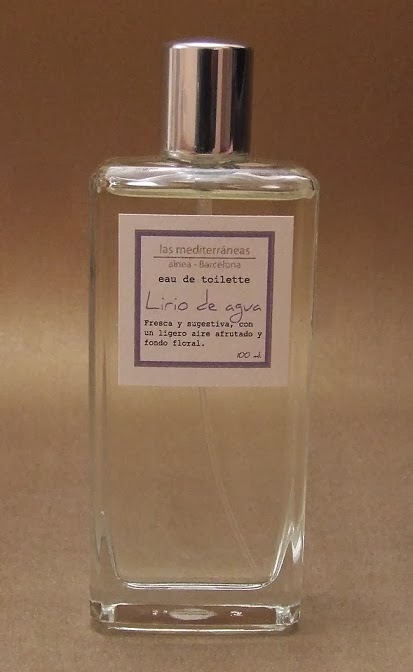 las mediterráneas
alnea - Barcelona
eau de toilette
Lirio de agua
Fresca y sugestiva, con
un ligero aire afrutado y
fondo floral.
100 ml.